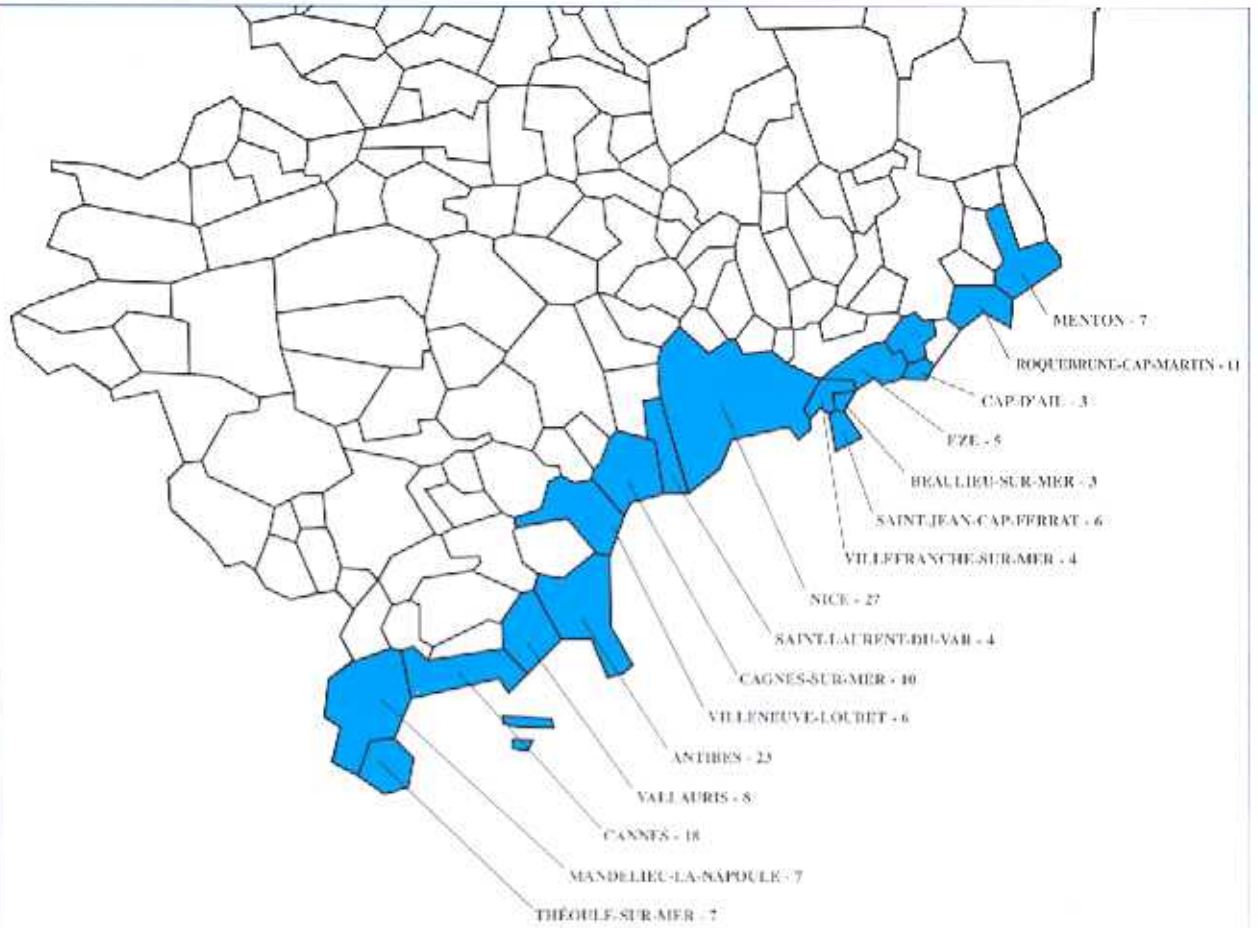 MENTON - 7
ROQUEBRUNE-CAP-MARTIN - 11
CAP-D'AIL - 3
EZE - 5
BEAULIEU-SUR-MER - 3
SAINT-JEAN-CAP-FERRAT - 6
VILLEFRANCHE-SUR-MER - 4
NICE - 27
SAINT-LAURENT-DU-VAR - 4
CAGNES-SUR-MER - 10
VILLENEUVE-LOUBET - 6
ANTIBES - 23
VALLAURIS - 8
CANNES - 18
MANDELIEU-LA-NAPOULE - 7
THÉOULE-SUR-MER - 7